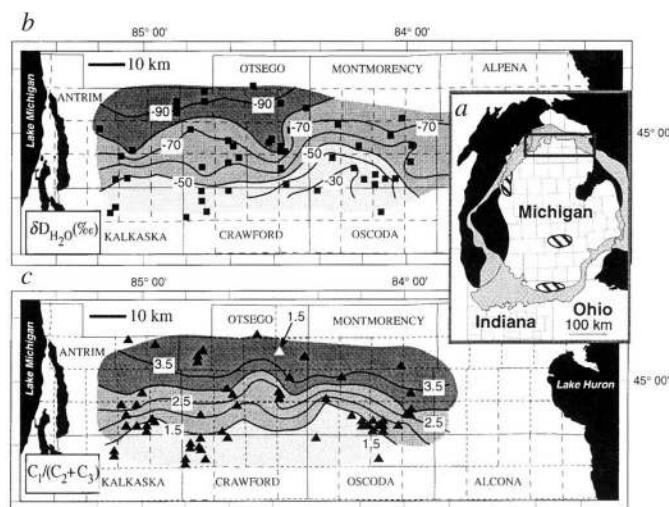 b
85° 00'
84° 00'
10 km
OTSEGO
MONTMORENCY
ALPENA
ANTRIM
Lake Michigan
-90
-90
-70
-70
-70
-50
-50
-30
δD H₂O (‰)
KALKASKA
CRAWFORD
OSCODA
a
45° 00'
Michigan
Ohio
Indiana
100 km
c
85° 00'
84° 00'
10 km
OTSEGO
1.5
MONTMORENCY
ANTRIM
Lake Michigan
3.5
3.5
2.5
2.5
1.5
1.5
Lake Huron
45° 00'
C₁/(C₂+C₃)
KALKASKA
CRAWFORD
OSCODA
ALCONA